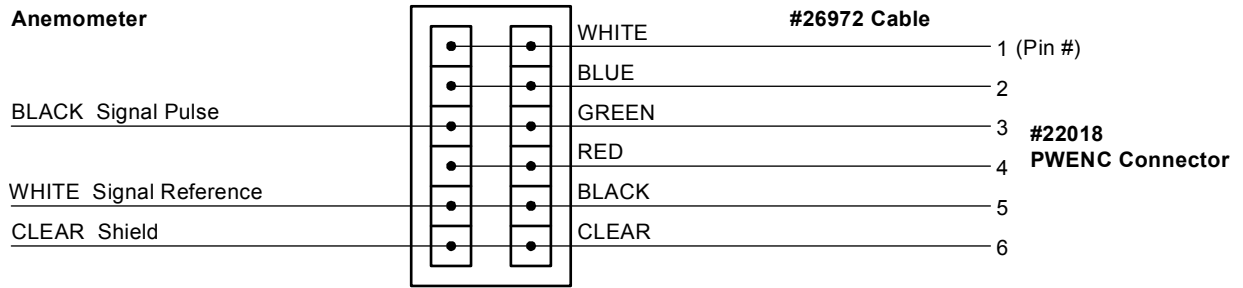 Anemometer #26972 Cable
WHITE 1 (Pin #)
BLUE 2
BLACK Signal Pulse GREEN 3 #22018
RED 4 PWENC Connector
WHITE Signal Reference BLACK 5
CLEAR Shield CLEAR 6